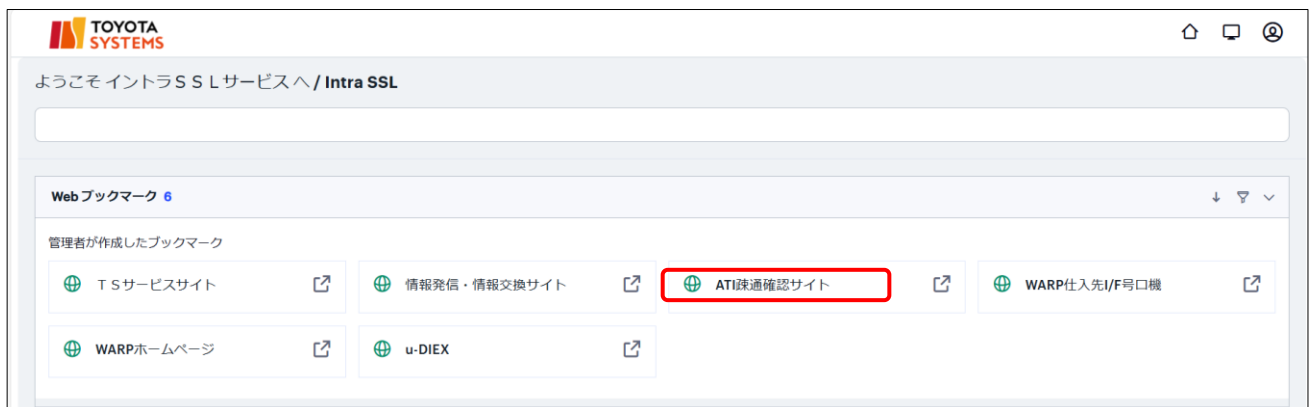 TOYOTA
SYSTEMS
ようこそ イントラＳＳＬサービス へ / Intra SSL
Web ブックマーク 6
管理者が作成したブックマーク
ＴＳサービスサイト
情報発信・情報交換サイト
ATI疎通確認サイト
WARP仕入先I/F号口機
WARPホームページ
u-DIEX